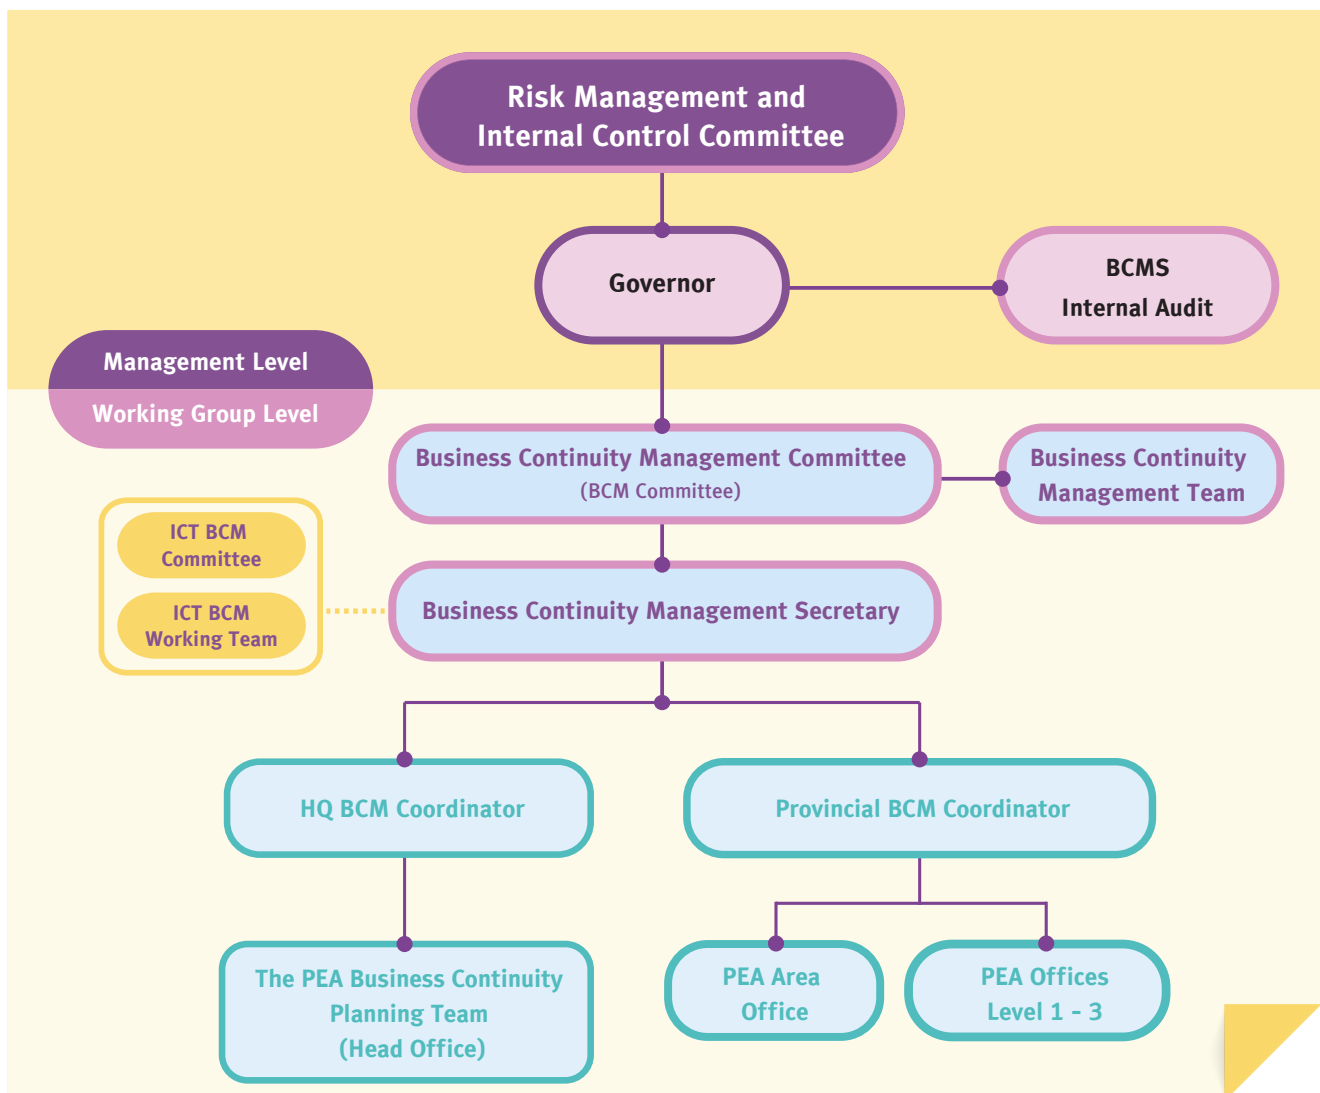 Risk Management and
Internal Control Committee
Governor
BCMS
Internal Audit
Management Level
Working Group Level
Business Continuity Management Committee
(BCM Committee)
Business Continuity
Management Team
ICT BCM
Committee
ICT BCM
Working Team
Business Continuity Management Secretary
HQ BCM Coordinator
Provincial BCM Coordinator
The PEA Business Continuity
Planning Team
(Head Office)
PEA Area
Office
PEA Offices
Level 1 - 3